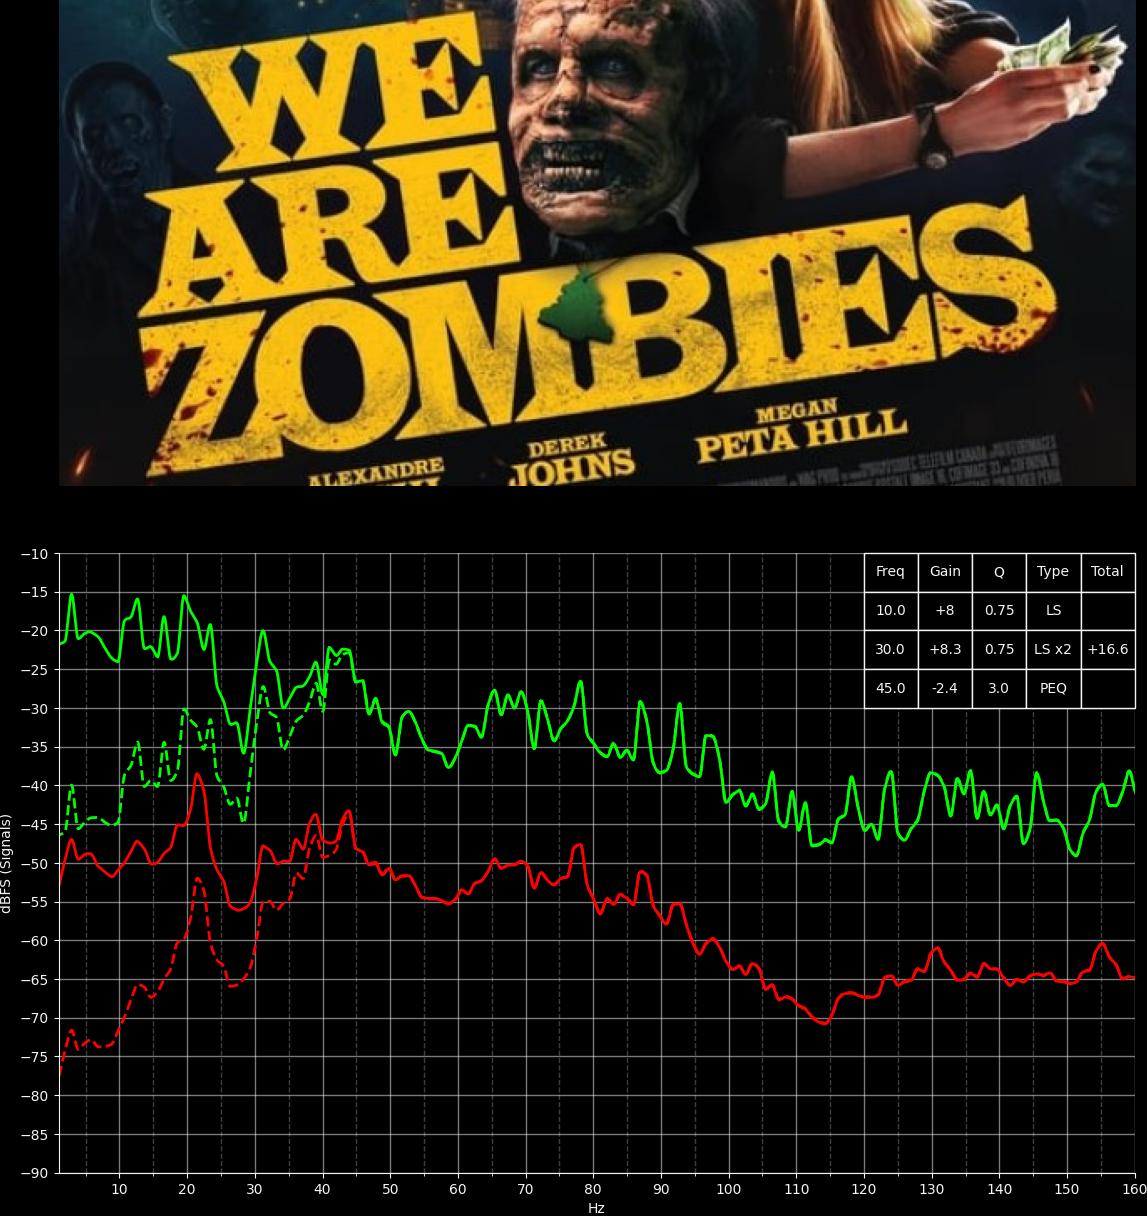 WE
ARE
ZOMBIES
ALEXANDRE
DEREK
JOHNS
MEGAN
PETA HILL
−10
−15
−20
−25
−30
−35
−40
−45
−50
−55
−60
−65
−70
−75
−80
−85
−90
dBFS (Signals)
Freq Gain Q Type Total
10.0 +8 0.75 LS
30.0 +8.3 0.75 LS x2 +16.6
45.0 -2.4 3.0 PEQ
10 20 30 40 50 60 70 80 90 100 110 120 130 140 150 160
Hz